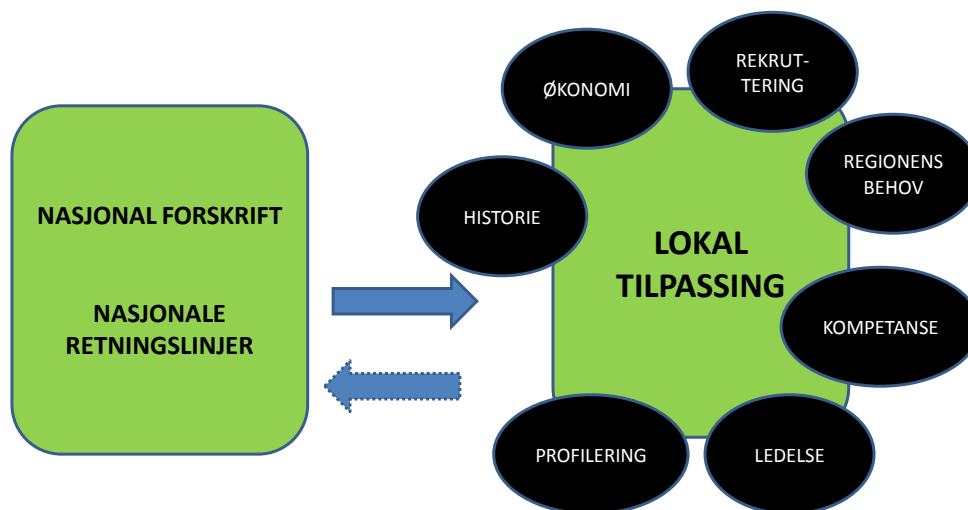 NASJONAL FORSKRIFT
NASJONALE
RETNINGSLINJER
LOKAL
TILPASSING
ØKONOMI
REKRUT-
TERING
REGIONENS
BEHOV
HISTORIE
KOMPETANSE
PROFILERING
LEDELSE